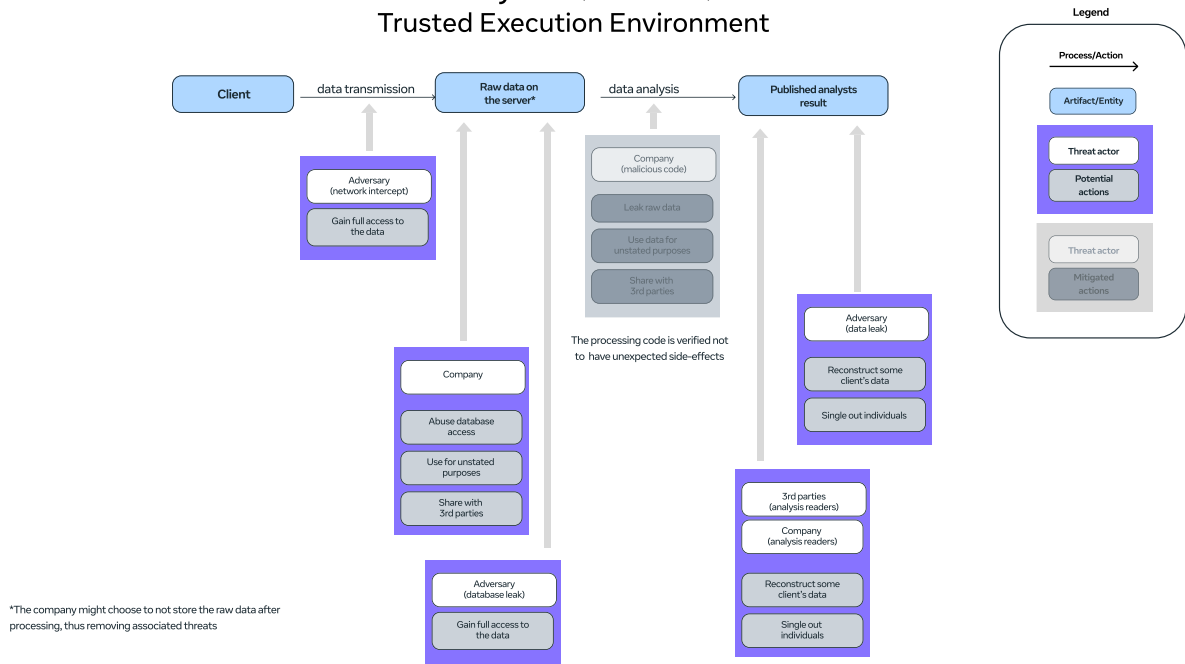 Trusted Execution Environment
Legend
Process/Action
Artifact/Entity
Threat actor
Potential
actions
Threat actor
Mitigated
actions
Client
data transmission
Raw data on
the server*
data analysis
Published analysts
result
Adversary
(network intercept)
Gain full access to
the data
Company
(malicious code)
Leak raw data
Use data for
unstated purposes
Share with
3rd parties
The processing code is verified not
to have unexpected side-effects
Adversary
(data leak)
Reconstruct some
client's data
Single out individuals
Company
Abuse database
access
Use for unstated
purposes
Share with
3rd parties
3rd parties
(analysis readers)
Company
(analysis readers)
Reconstruct some
client's data
Single out
individuals
Adversary
(database leak)
Gain full access to
the data
*The company might choose to not store the raw data after
processing, thus removing associated threats